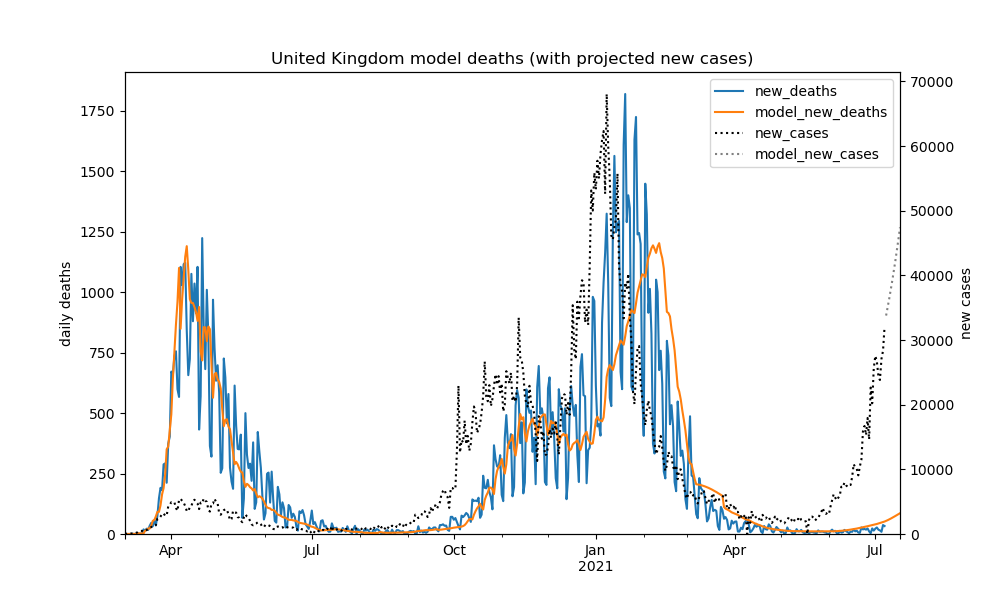 United Kingdom model deaths (with projected new cases)
new_deaths
model_new_deaths
new_cases
model_new_cases
1750
1500
1250
1000
750
500
250
0
daily deaths
70000
60000
50000
40000
30000
20000
10000
0
new cases
Apr
Jul
Oct
Jan
2021
Apr
Jul